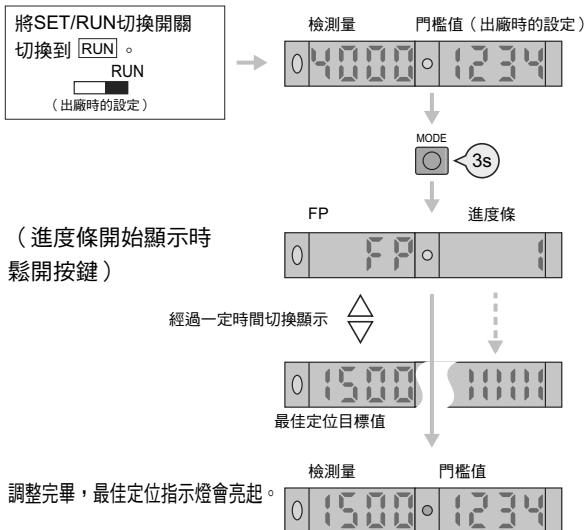 將SET/RUN切換開關
切換到 RUN 。
RUN
（出廠時的設定）
檢測量 門檻值（出廠時的設定）
4000 1234
MODE
3s
（進度條開始顯示時
鬆開按鍵）
FP 進度條
FP
經過一定時間切換顯示
1500
最佳定位目標值
調整完畢，最佳定位指示燈會亮起。
檢測量 門檻值
1500 1234